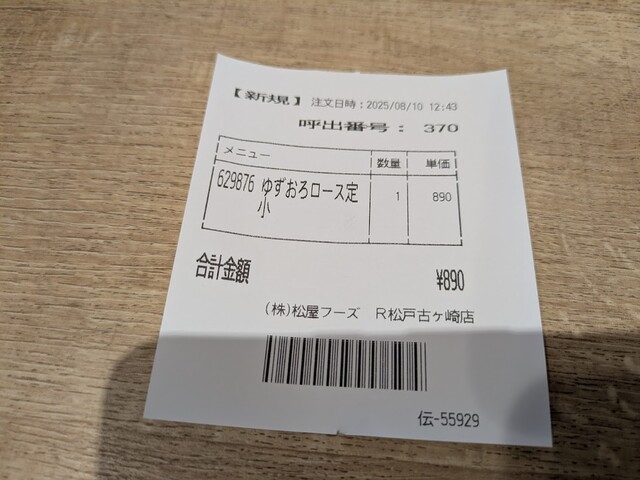 【新規】 注文日時：2025/08/10 12:43
呼出番号： 370
メニュー 数量 単価
629876 ゆずおろロース定 1 890
小
合計金額 ¥890
(株)松屋フーズ R松戸古ヶ崎店
伝-55929